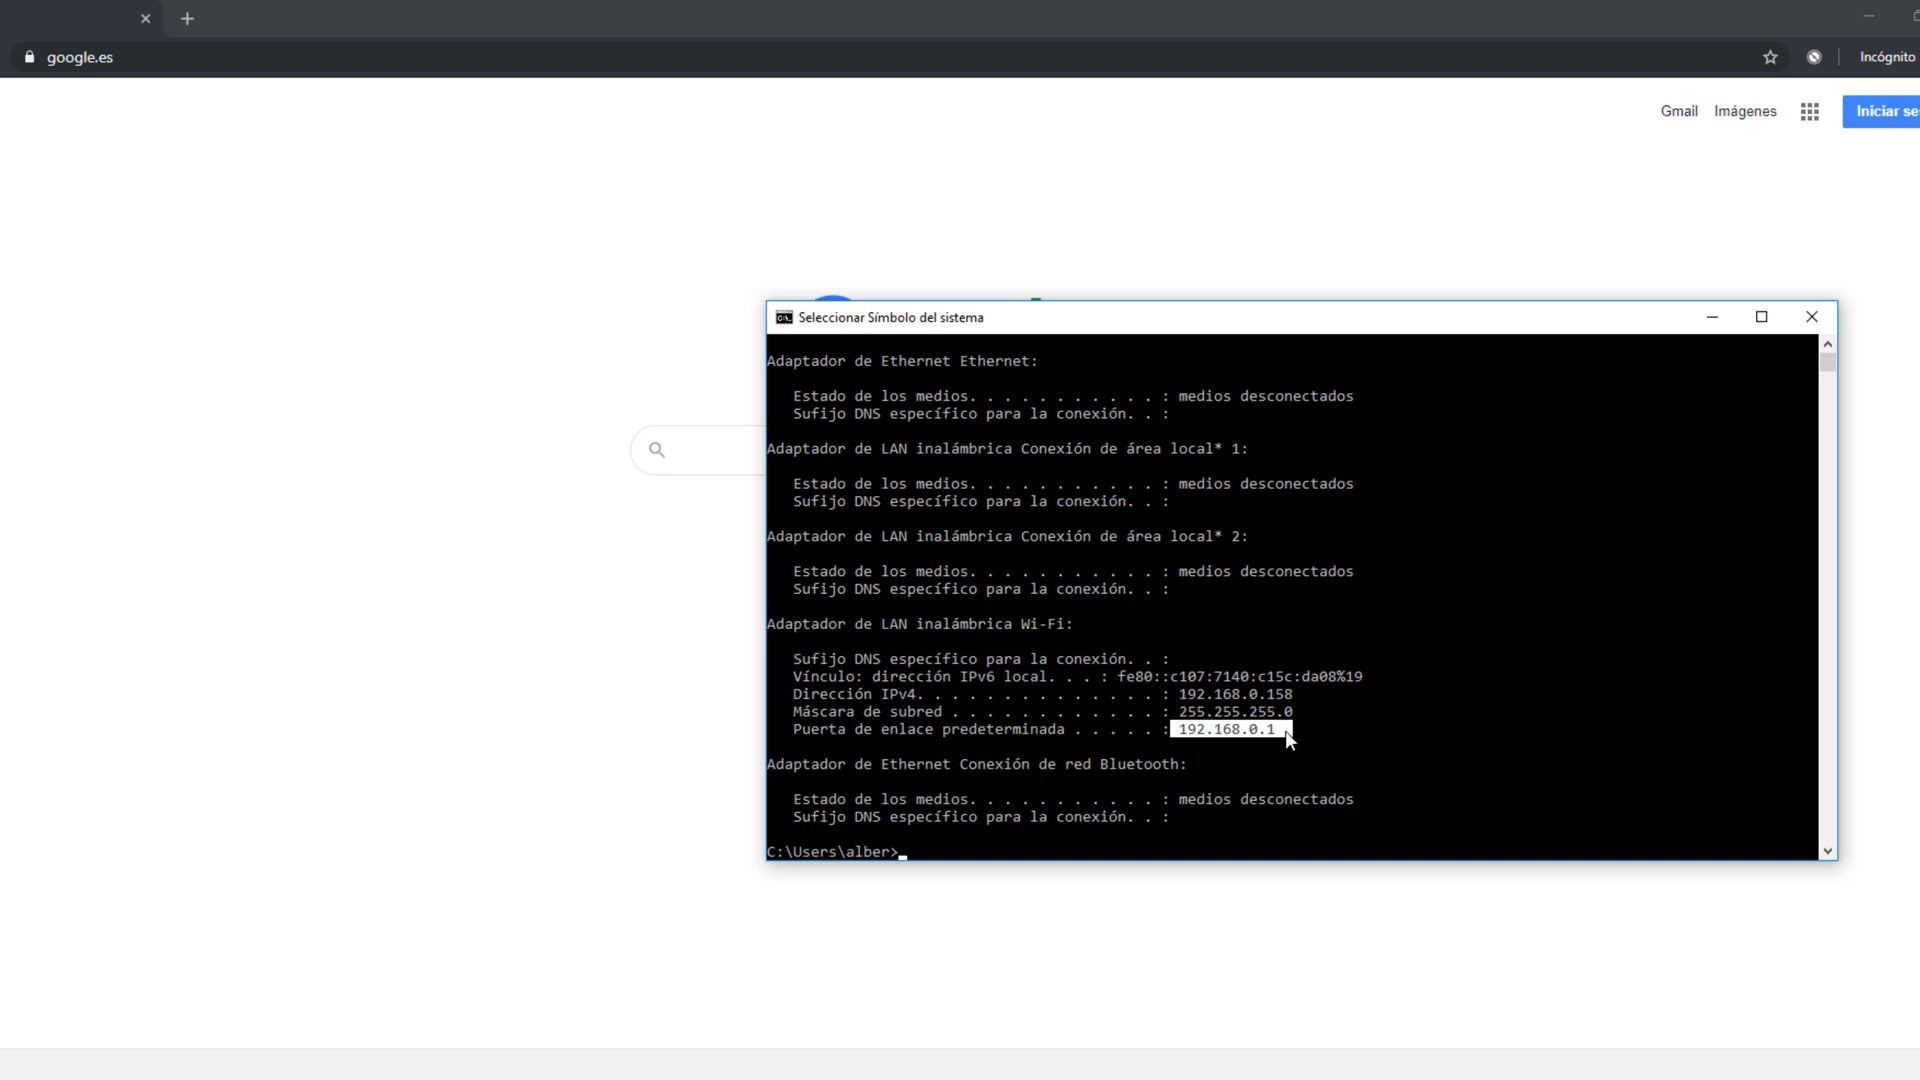 google.es
Incógnito
Gmail
Imágenes
Iniciar se
C:\.
Seleccionar Símbolo del sistema
Adaptador de Ethernet Ethernet:
Estado de los medios. . . . . . . . . . . : medios desconectados
Sufijo DNS específico para la conexión. . :
Adaptador de LAN inalámbrica Conexión de área local* 1:
Estado de los medios. . . . . . . . . . . : medios desconectados
Sufijo DNS específico para la conexión. . :
Adaptador de LAN inalámbrica Conexión de área local* 2:
Estado de los medios. . . . . . . . . . . : medios desconectados
Sufijo DNS específico para la conexión. . :
Adaptador de LAN inalámbrica Wi-Fi:
Sufijo DNS específico para la conexión. . :
Vínculo: dirección IPv6 local. . . : fe80::c107:7140:c15c:da08%19
Dirección IPv4. . . . . . . . . . . . . . : 192.168.0.158
Máscara de subred . . . . . . . . . . . . : 255.255.255.0
Puerta de enlace predeterminada . . . . . : 192.168.0.1
Adaptador de Ethernet Conexión de red Bluetooth:
Estado de los medios. . . . . . . . . . . : medios desconectados
Sufijo DNS específico para la conexión. . :
C:\Users\alber>_